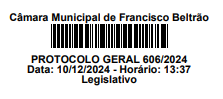 Câmara Municipal de Francisco Beltrão
PROTOCOLO GERAL 606/2024
Data: 10/12/2024 - Horário: 13:37
Legislativo